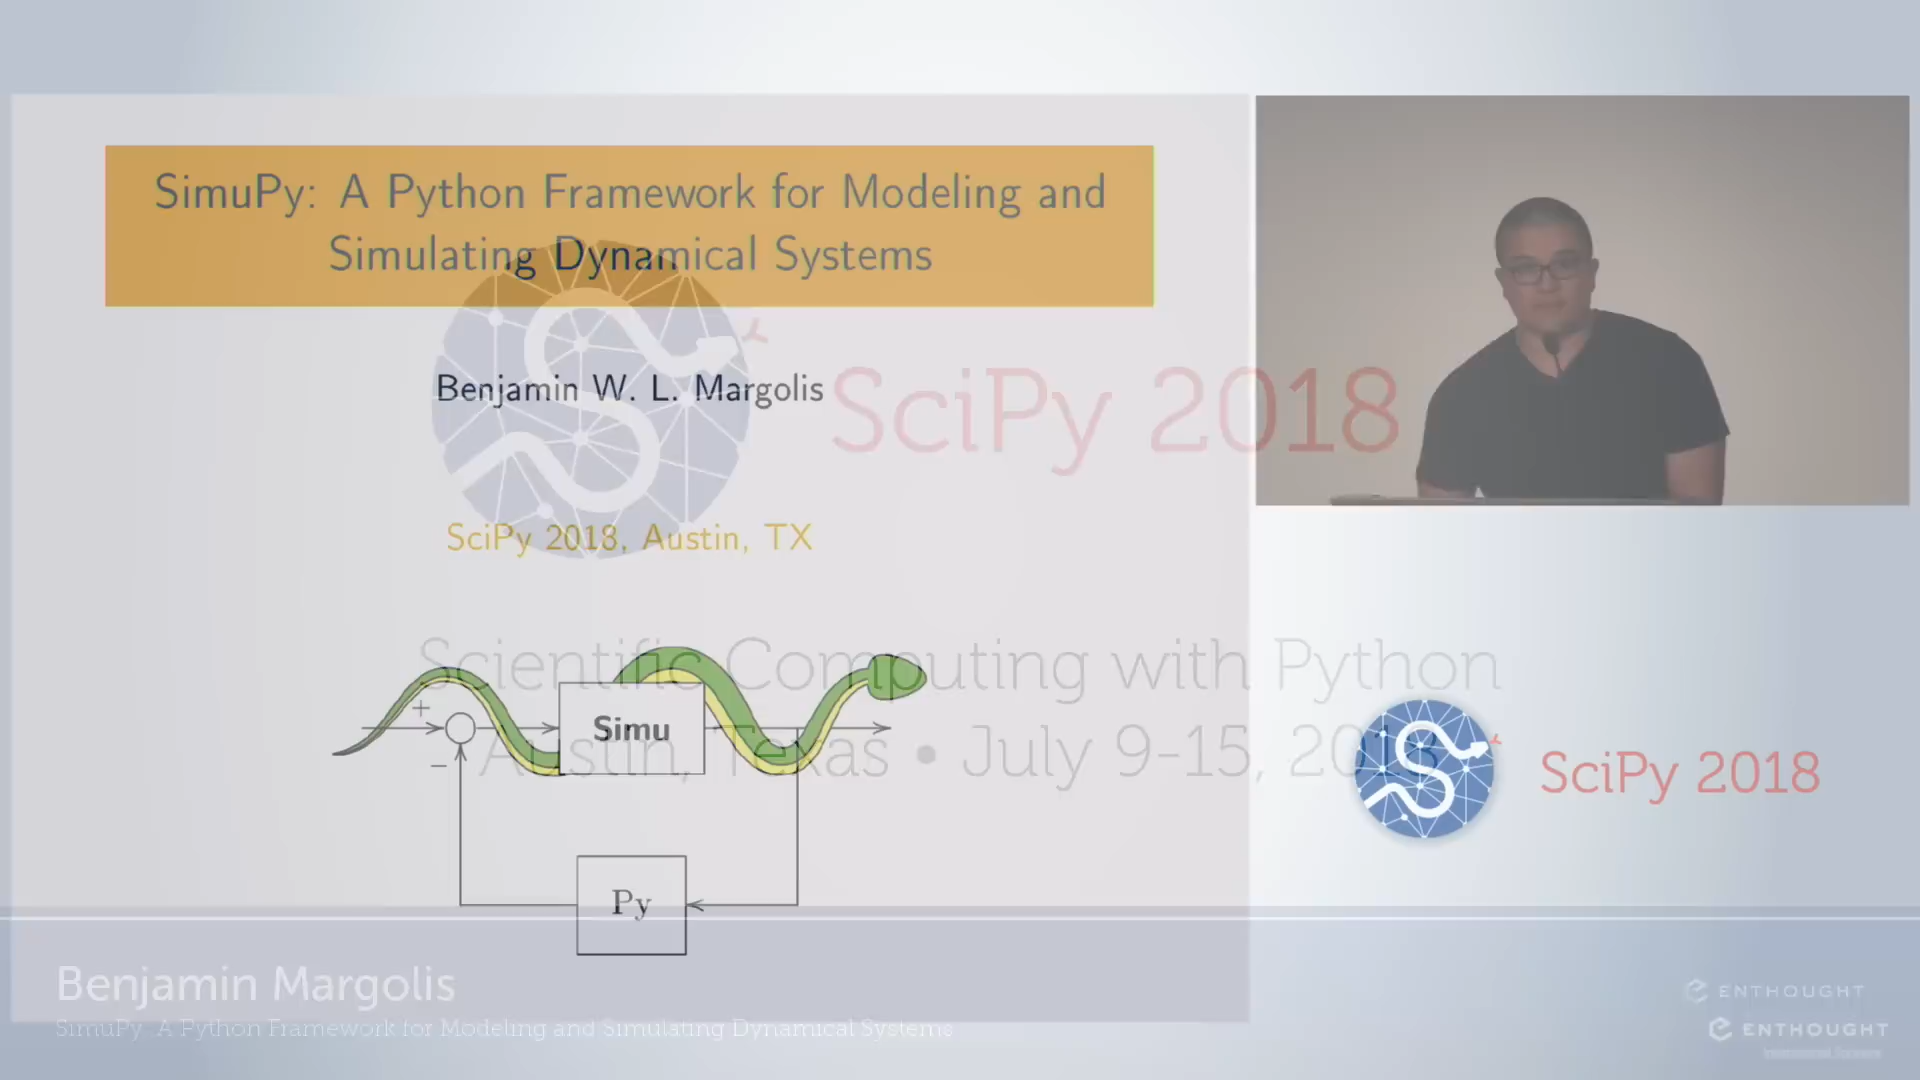 SimuPy: A Python Framework for Modeling and
Simulating Dynamical Systems
Benjamin W. L. Margolis
SciPy 2018
SciPy 2018, Austin, TX
Scientific Computing with Python
Austin, Texas • July 9-15, 2018
+
Simu
−
Py
SciPy 2018
Benjamin Margolis
SimuPy: A Python Framework for Modeling and Simulating Dynamical Systems
ENTHOUGHT
ENTHOUGHT